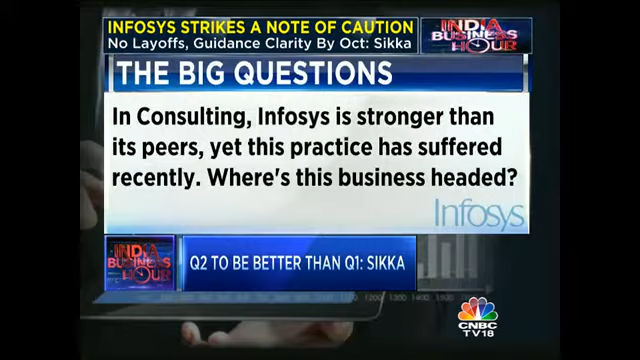 INFOSYS STRIKES A NOTE OF CAUTION
No Layoffs, Guidance Clarity By Oct: Sikka
INDIA
BUSINESS
HOUR
THE BIG QUESTIONS
In Consulting, Infosys is stronger than
its peers, yet this practice has suffered
recently. Where's this business headed?
Infosys
INDIA
BUSINESS
HOUR
Q2 TO BE BETTER THAN Q1: SIKKA
CNBC
TV18